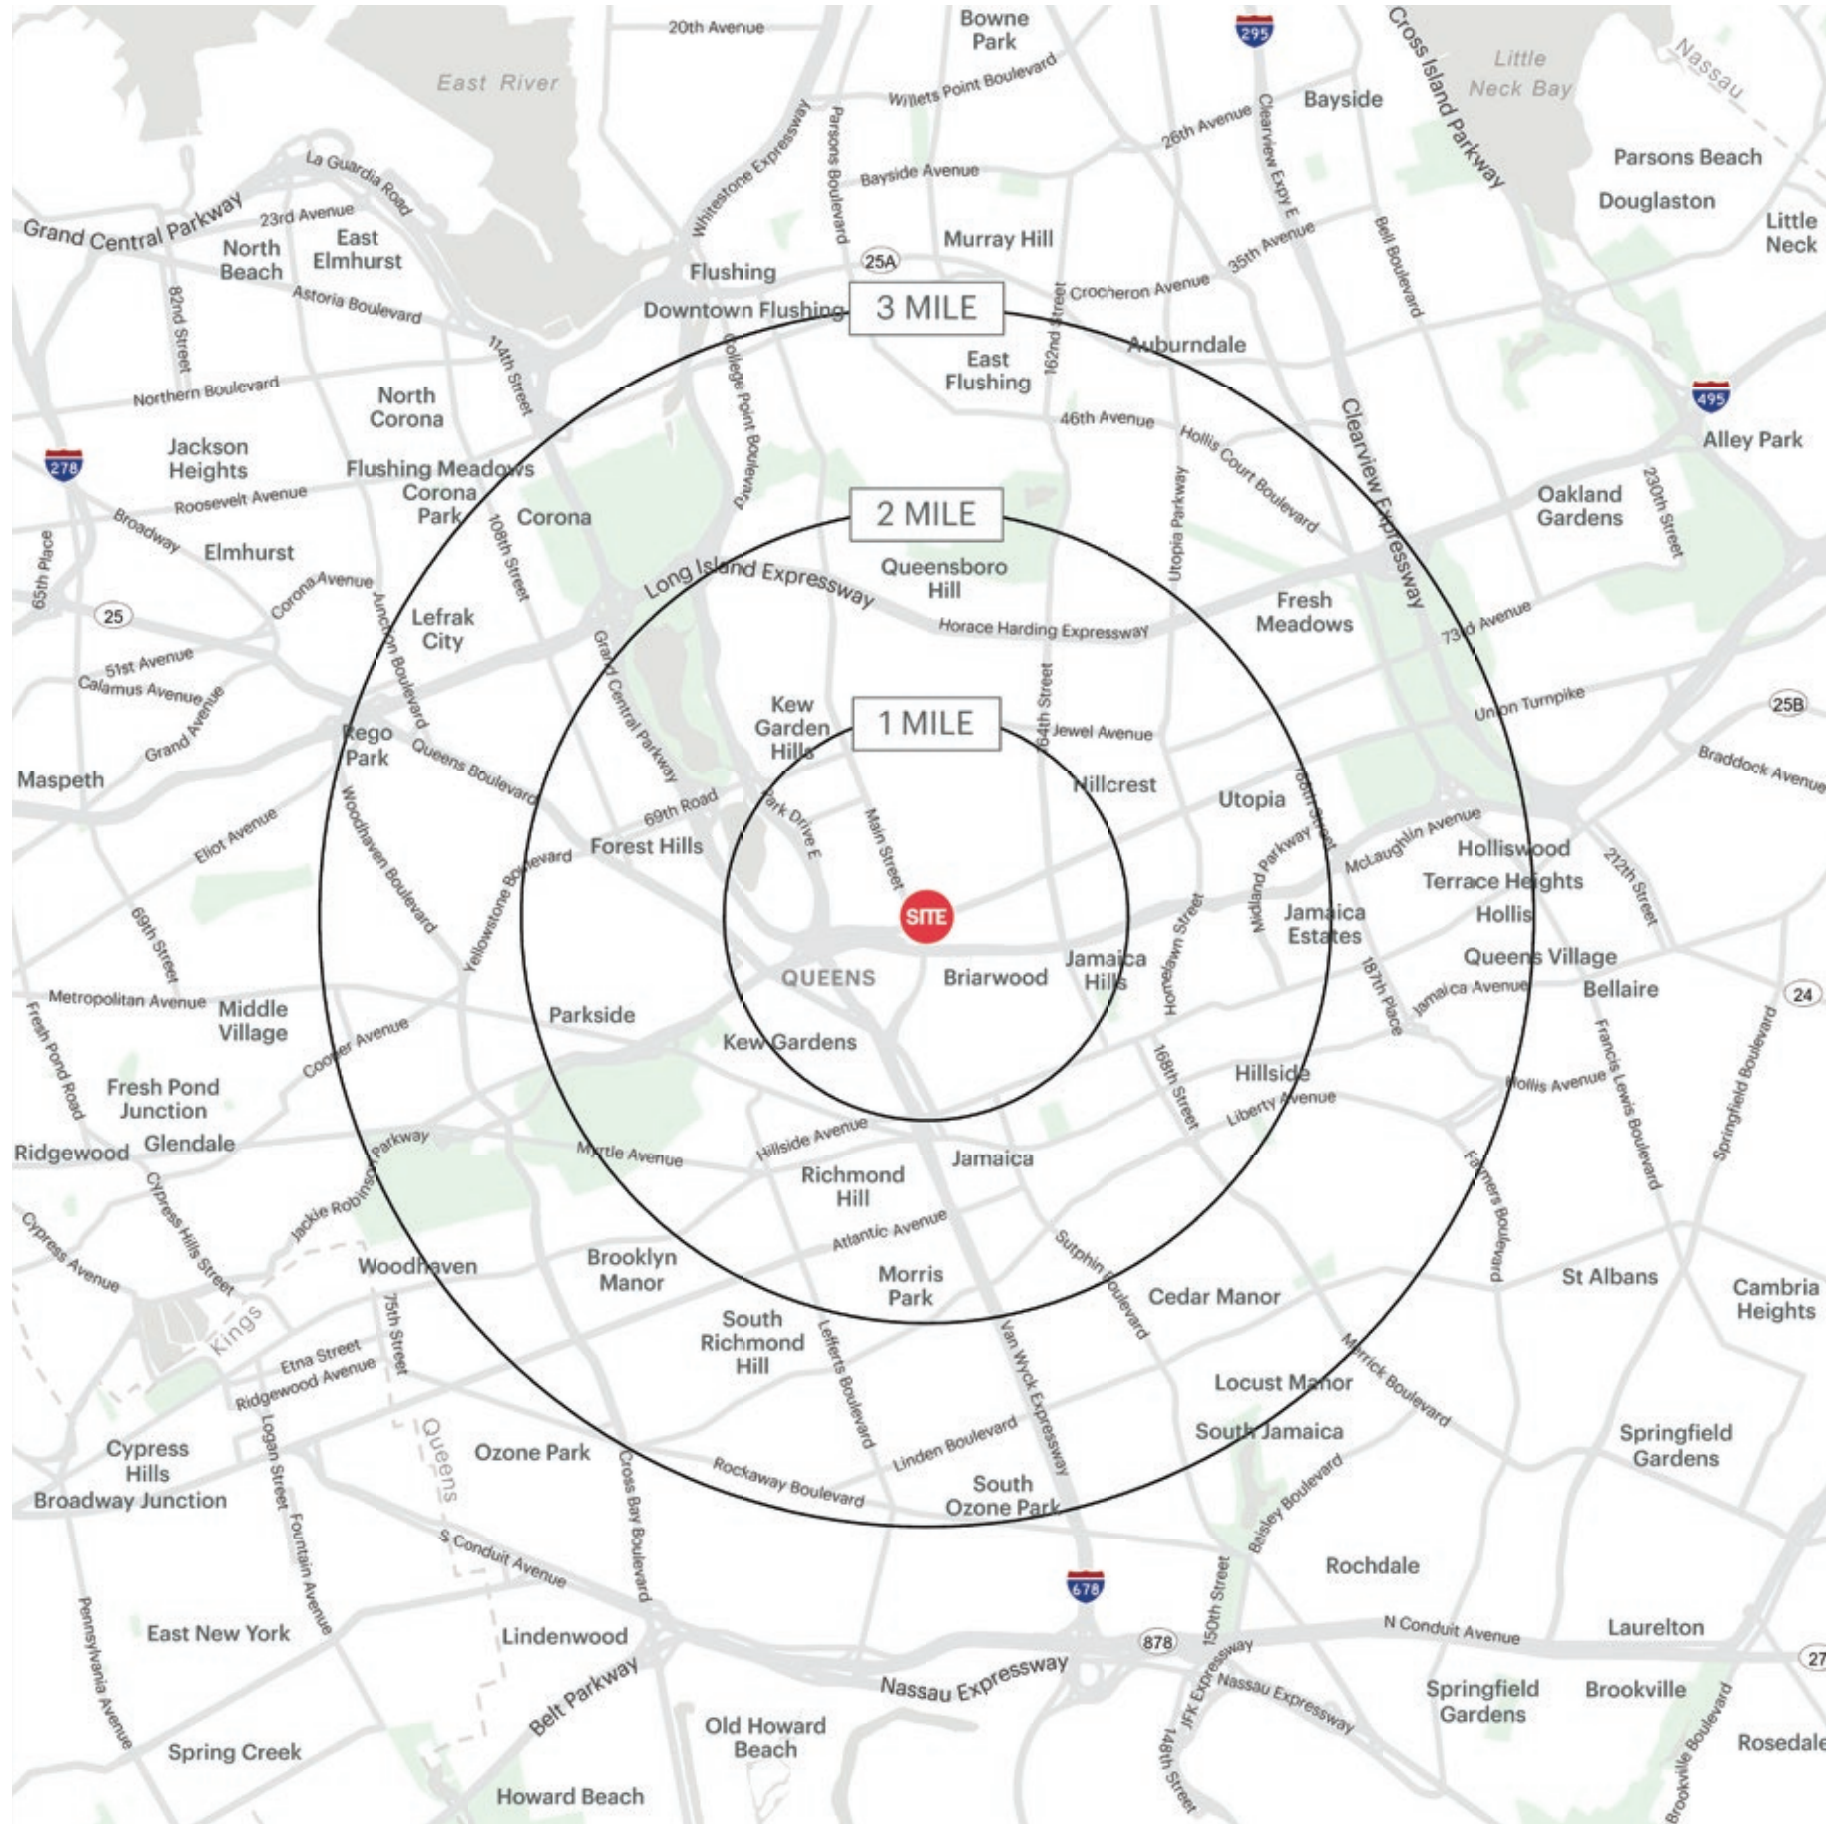 20th Avenue
Bowne
Park
295
Cross Island Parkway
Little
Neck Bay
Nassau
East River
Willets Point Boulevard
Bayside
Clearview Expy E
26th Avenue
Whitestone Expressway
Parsons Boulevard
Bayside Avenue
Parsons Beach
Douglaston
Little
Neck
La Guardia Road
Grand Central Parkway
23rd Avenue
North
Beach
East
Elmhurst
Murray Hill
35th Avenue
Bell Boulevard
25A
Flushing
Downtown Flushing
3 MILE
162nd Street
Crocheron Avenue
Astoria Boulevard
82nd Street
114th Street
College Point Boulevard
East
Flushing
Auburndale
Northern Boulevard
North
Corona
46th Avenue
Hollis Court Boulevard
Clearview Expressway
495
Alley Park
278
Jackson
Heights
Flushing Meadows
Corona
Park
Roosevelt Avenue
Broadway
Corona
108th Street
2 MILE
Utopia Parkway
Oakland
Gardens
230th Street
Elmhurst
65th Place
25
Corona Avenue
Junction Boulevard
Lefrak
City
Long Island Expressway
Queensboro
Hill
Horace Harding Expressway
Fresh
Meadows
73rd Avenue
51st Avenue
Calamus Avenue
Grand Avenue
Grand Central Parkway
Kew
Garden
Hills
1 MILE
164th Street
Jewel Avenue
Union Turnpike
25B
Braddock Avenue
Rego
Park
Queens Boulevard
Maspeth
Eliot Avenue
Woodhaven Boulevard
69th Road
Park Drive E
Main Street
Hillcrest
Utopia
188th Street
Midland Parkway
McLaughlin Avenue
Forest Hills
Yellowstone Boulevard
Holliswood
Terrace Heights
Hollis
212th Street
SITE
Jamaica
Estates
69th Street
QUEENS
Briarwood
Jamaica
Hills
Homelawn Street
187th Place
Queens Village
Jamaica Avenue
Bellaire
24
Metropolitan Avenue
Middle
Village
Fresh Pond Road
Cooper Avenue
Parkside
Kew Gardens
168th Street
Hillside
Liberty Avenue
Hollis Avenue
Francis Lewis Boulevard
Springfield Boulevard
Fresh Pond
Junction
Ridgewood
Glendale
Jackie Robinson Parkway
Myrtle Avenue
Hillside Avenue
Jamaica
Richmond
Hill
Farmers Boulevard
Cypress Hills Street
Cypress Avenue
Atlantic Avenue
Sutphin Boulevard
Woodhaven
Brooklyn
Manor
Morris
Park
Cedar Manor
St Albans
Cambria
Heights
Kings
75th Street
Etna Street
Ridgewood Avenue
South
Richmond
Hill
Lefferts Boulevard
Van Wyck Expressway
Merrick Boulevard
Locust Manor
South Jamaica
Logan Street
Queens
Cypress
Hills
Broadway Junction
Ozone Park
Cross Bay Boulevard
Rockaway Boulevard
Linden Boulevard
South
Ozone Park
Baisley Boulevard
Springfield
Gardens
Fountain Avenue
S Conduit Avenue
678
150th Street
Rochdale
Pennsylvania Avenue
East New York
Lindenwood
878
N Conduit Avenue
Laurelton
27
Belt Parkway
Nassau Expressway
JFK Expressway
Nassau Expressway
Springfield
Gardens
Brookville
Brookville Boulevard
Rosedale
Spring Creek
Old Howard
Beach
148th Street
Howard Beach